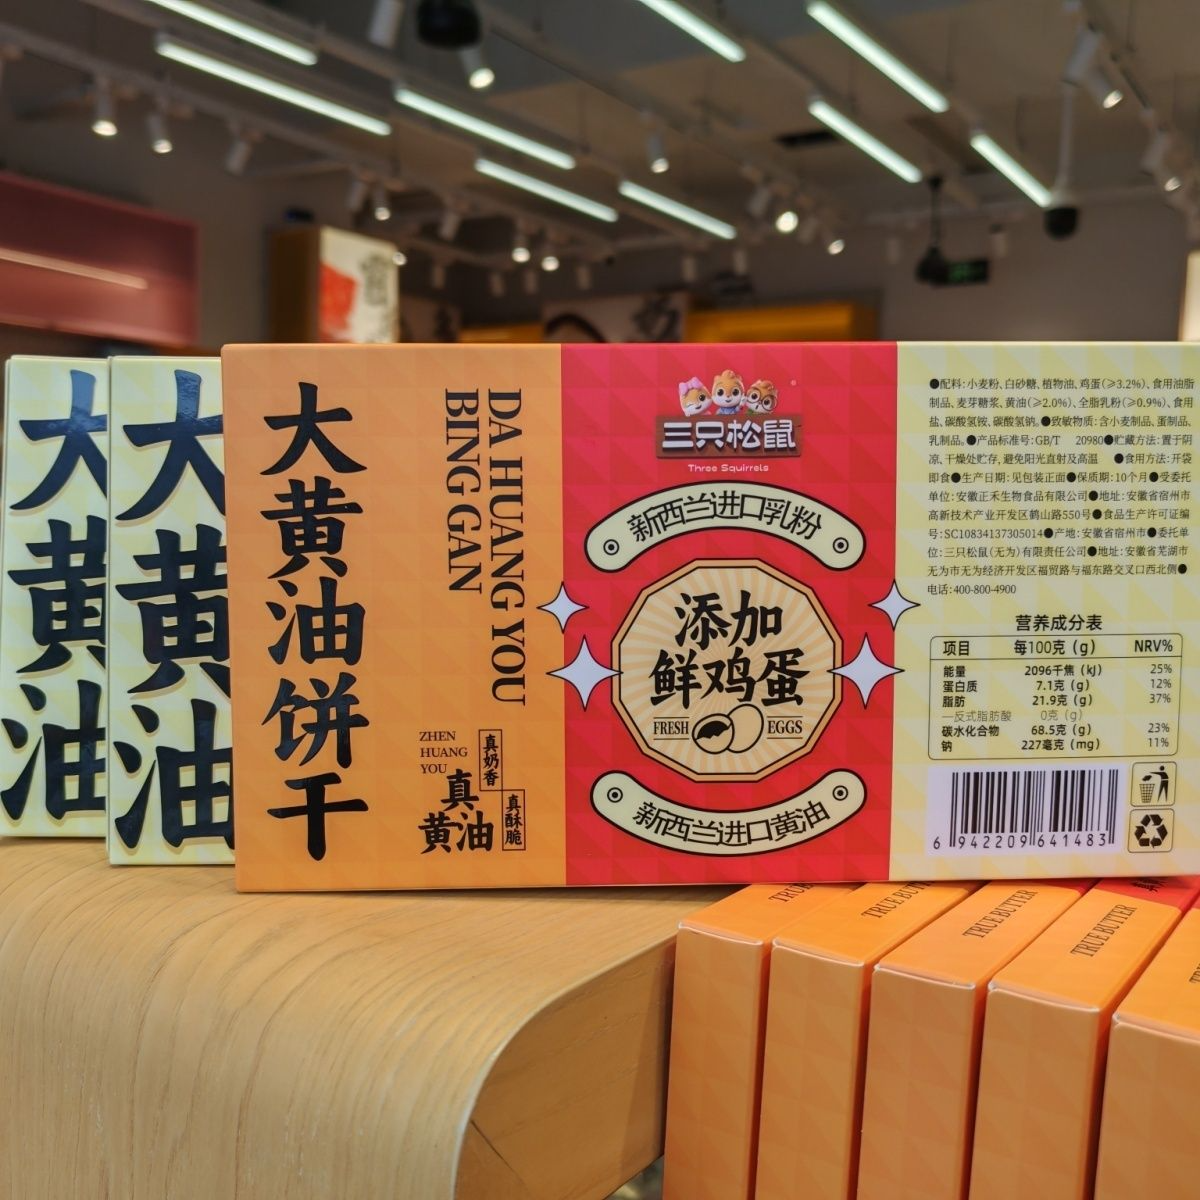 大黄油
大黄油
大黄油饼干
DA HUANG YOU
BING GAN
ZHEN
HUANG
YOU
真
黄油
真奶香
真酥脆
三只松鼠
Three Squirrels
新西兰进口乳粉
添加
鲜鸡蛋
FRESH EGGS
新西兰进口黄油
●配料:小麦粉、白砂糖、植物油、鸡蛋(≥3.2%)、食用油脂
制品、麦芽糖浆、黄油(≥2.0%)、全脂乳粉(≥0.9%)、食用
盐、碳酸氢铵、碳酸氢钠。●致敏物质:含小麦制品、蛋制品、
乳制品。●产品标准号:GB/T 20980●贮藏方法:置于阴
凉、干燥处贮存,避免阳光直射及高温 ●食用方法:开袋
即食●生产日期:见包装正面●保质期:10个月●受委托
单位:安徽正禾生物食品有限公司●地址:安徽省宿州市
高新技术产业开发区鹤山路550号●食品生产许可证编
号:SC10834137305014●产地:安徽省宿州市●委托单
位:三只松鼠(无为)有限责任公司●地址:安徽省芜湖市
无为市无为经济开发区福贸路与福东路交叉口西北侧●
电话:400-800-4900
营养成分表
项目 每100克(g) NRV%
能量 2096千焦(kJ) 25%
蛋白质 7.1克(g) 12%
脂肪 21.9克(g) 37%
—反式脂肪酸 0克(g)
碳水化合物 68.5克(g) 23%
钠 227毫克(mg) 11%
6 942209 641483
TRUE BUTTER
TRUE BUTTER
TRUE BUTTER